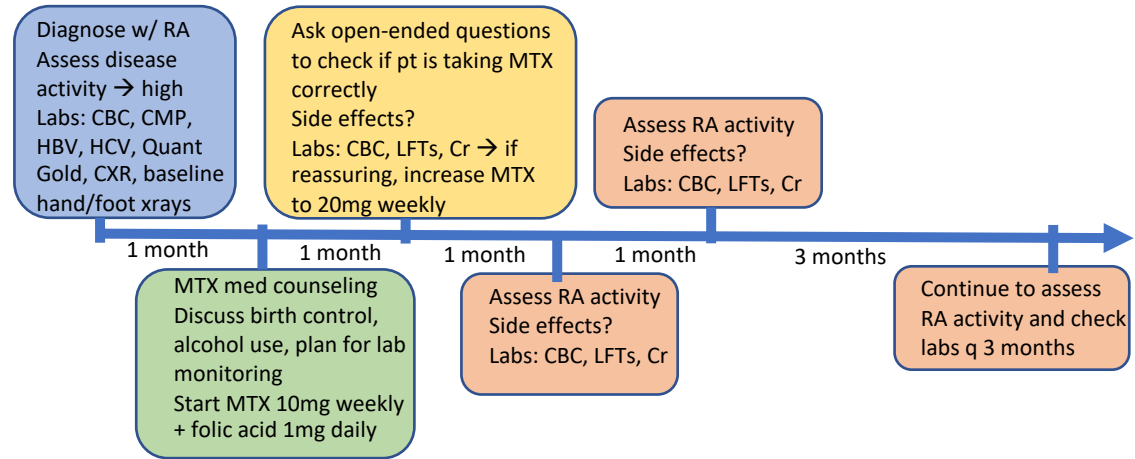 Diagnose w/ RA
Assess disease
activity → high
Labs: CBC, CMP,
HBV, HCV, Quant
Gold, CXR, baseline
hand/foot xrays
Ask open-ended questions
to check if pt is taking MTX
correctly
Side effects?
Labs: CBC, LFTs, Cr → if
reassuring, increase MTX
to 20mg weekly
Assess RA activity
Side effects?
Labs: CBC, LFTs, Cr
1 month
1 month
1 month
1 month
3 months
MTX med counseling
Discuss birth control,
alcohol use, plan for lab
monitoring
Start MTX 10mg weekly
+ folic acid 1mg daily
Assess RA activity
Side effects?
Labs: CBC, LFTs, Cr
Continue to assess
RA activity and check
labs q 3 months